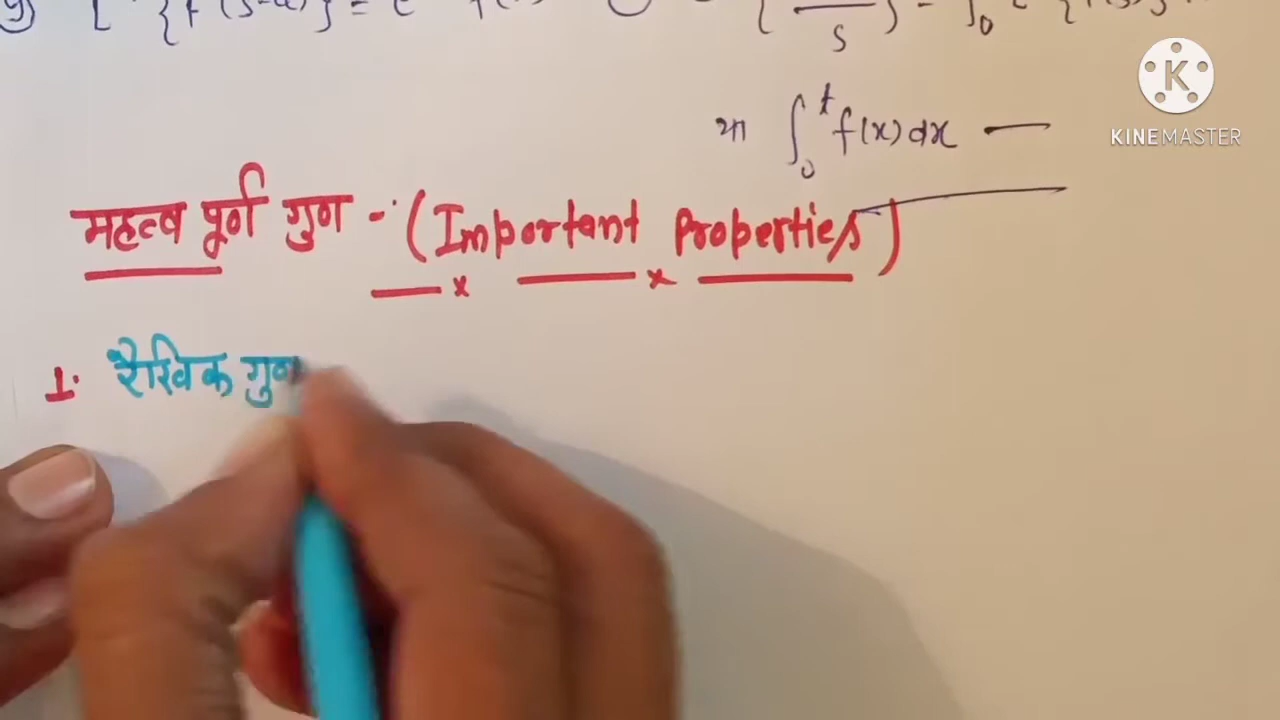 {F(s-a)} =
s
या ∫₀ᵗ f(x) dx —
K
KINEMASTER
महत्व पूर्ण गुण - (Important Properties)
1. रैखिक गुण